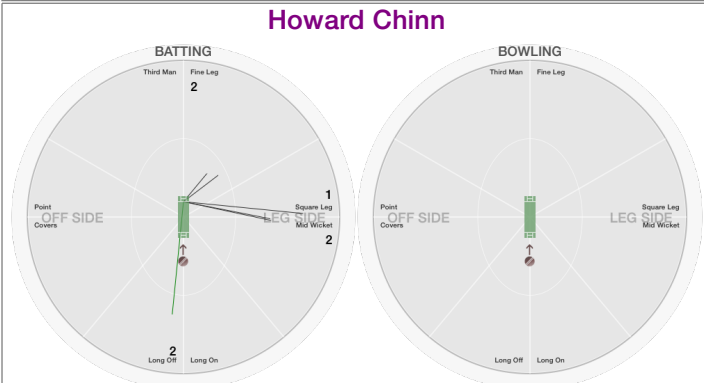 Howard Chinn
BATTING
Third Man
Fine Leg
2
1
Point
Square Leg
OFF SIDE
LEG SIDE
Covers
Mid Wicket
2
2
Long Off
Long On
BOWLING
Third Man
Fine Leg
Point
Square Leg
OFF SIDE
LEG SIDE
Covers
Mid Wicket
Long Off
Long On